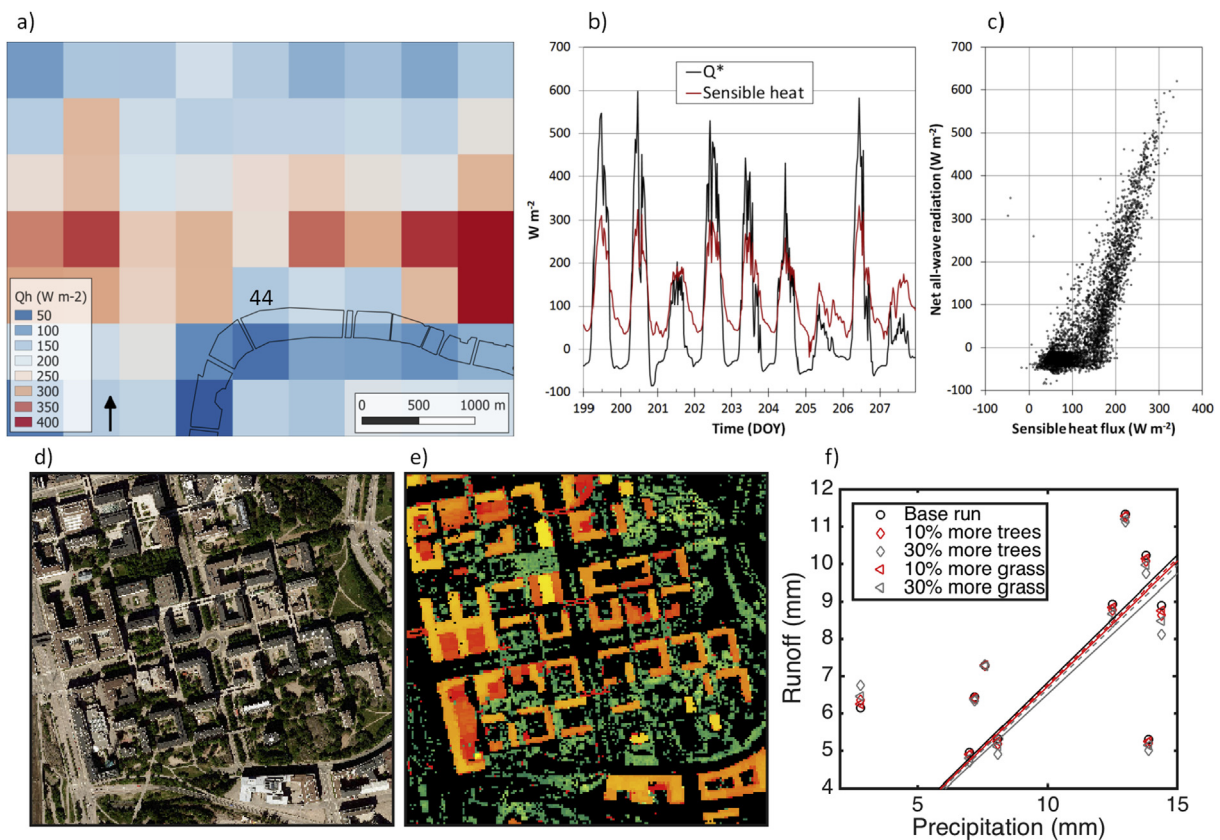 a)
44
Qh (W m-2)
50
100
150
200
250
300
350
400
0 500 1000 m
b)
700
600
500
400
300
200
100
0
-100
W m-2
Q*
Sensible heat
199 200 201 202 203 204 205 206 207
Time (DOY)
c)
Net all-wave radiation (W m-2)
700
600
500
400
300
200
100
0
-100
-100 0 100 200 300 400
Sensible heat flux (W m-2)
d)
e)
f)
Runoff (mm)
12
11
10
9
8
7
6
5
4
Base run
10% more trees
30% more trees
10% more grass
30% more grass
5 10 15
Precipitation (mm)